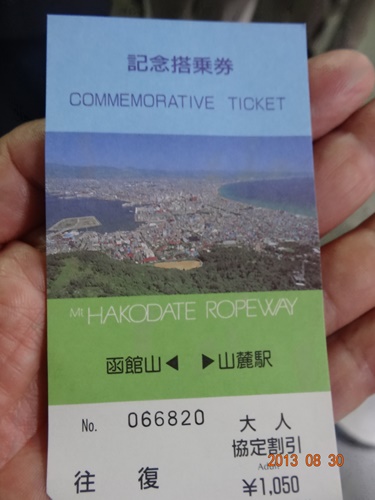 記念搭乗券
COMMEMORATIVE TICKET
Mt. HAKODATE ROPEWAY
函館山◀ ▶山麓駅
No. 066820 大人
協定割引
Adult
往復 ¥1,050
2013 08 30